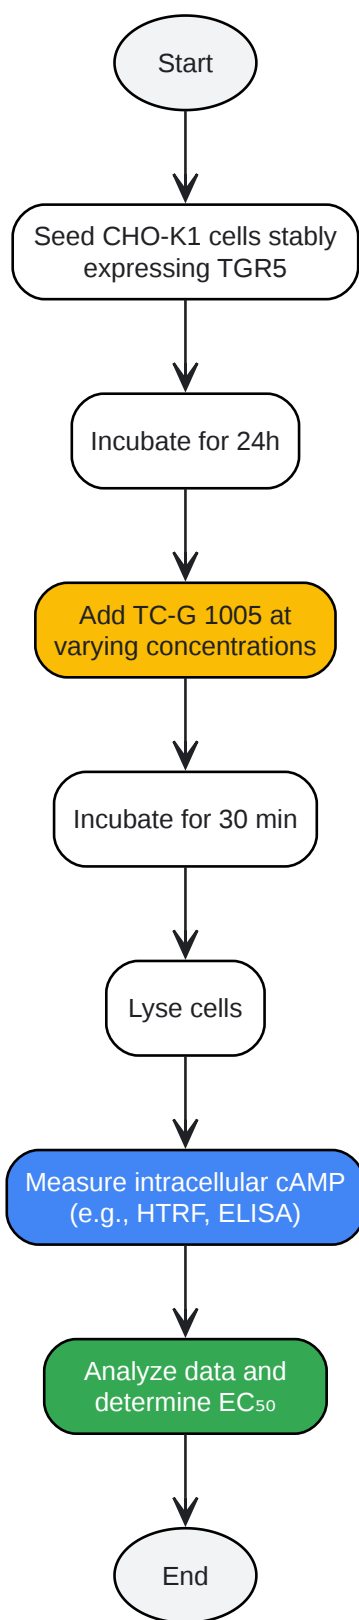 Start
Seed CHO-K1 cells stably
expressing TGR5
Incubate for 24h
Add TC-G 1005 at
varying concentrations
Incubate for 30 min
Lyse cells
Measure intracellular cAMP
(e.g., HTRF, ELISA)
Analyze data and
determine EC₅₀
End